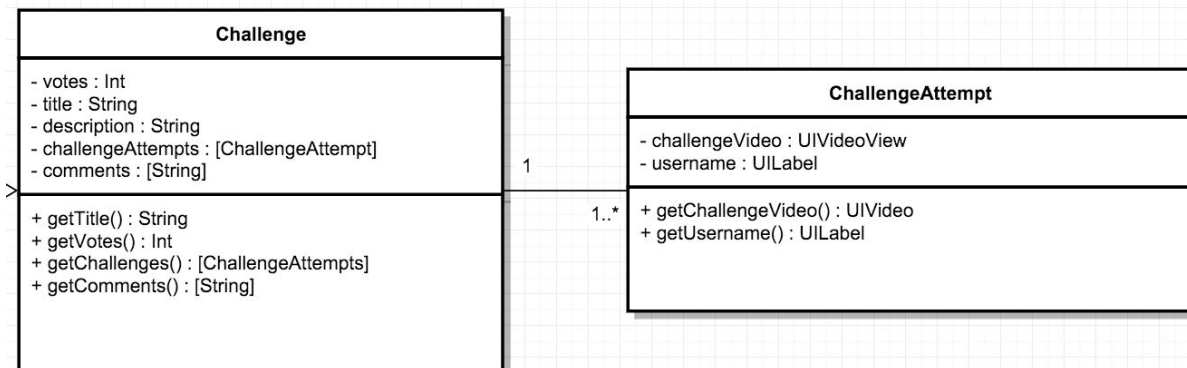 Challenge
- votes : Int
- title : String
- description : String
- challengeAttempts : [ChallengeAttempt]
- comments : [String]
+ getTitle() : String
+ getVotes() : Int
+ getChallenges() : [ChallengeAttempts]
+ getComments() : [String]
1
1..*
ChallengeAttempt
- challengeVideo : UIVideoView
- username : UILabel
+ getChallengeVideo() : UIVideo
+ getUsername() : UILabel